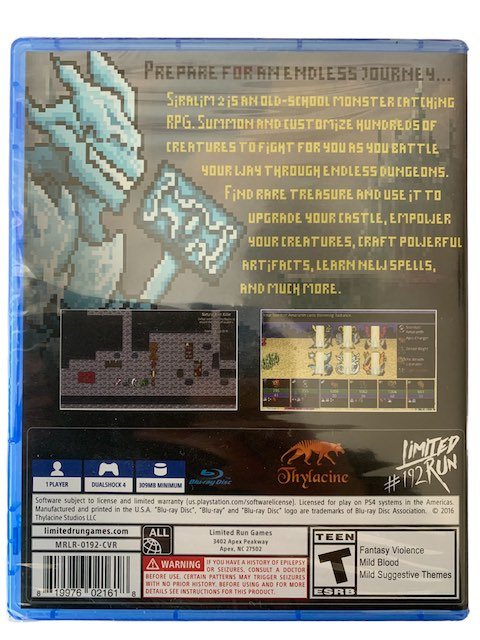 PREPARE FOR AN ENDLESS JOURNEY...
SIRALIM 2 IS AN OLD-SCHOOL MONSTER CATCHING
RPG. SUMMON AND CUSTOMIZE HUNDREDS OF
CREATURES TO FIGHT FOR YOU AS YOU BATTLE
YOUR WAY THROUGH ENDLESS DUNGEONS.
FIND RARE TREASURE AND USE IT TO
UPGRADE YOUR CASTLE, EMPOWER
YOUR CREATURES, CRAFT POWERFUL
ARTIFACTS, LEARN NEW SPELLS,
AND MUCH MORE.
1 PLAYER
DUALSHOCK 4
309MB MINIMUM
Blu-ray Disc
Thylacine
LIMITED
RUN
#192
Software subject to license and limited warranty (us.playstation.com/softwarelicense). Licensed for play on PS4 systems in the Americas.
Manufactured and printed in the U.S.A. "Blu-ray Disc", "Blu-ray" and "Blu-ray Disc" logo are trademarks of Blu-ray Disc Association. © 2016
Thylacine Studios LLC
limitedrungames.com
MRLR-0192-CVR
8 19976 02161 8
ALL
Limited Run Games
3402 Apex Peakway
Apex, NC 27502
WARNING IF YOU HAVE A HISTORY OF EPILEPSY
OR SEIZURES, CONSULT A DOCTOR
BEFORE USE. CERTAIN PATTERNS MAY TRIGGER SEIZURES
WITH NO PRIOR HISTORY. BEFORE USING AND FOR MORE
DETAILS SEE INSTRUCTIONS FOR THIS PRODUCT.
TEEN
T
ESRB
Fantasy Violence
Mild Blood
Mild Suggestive Themes